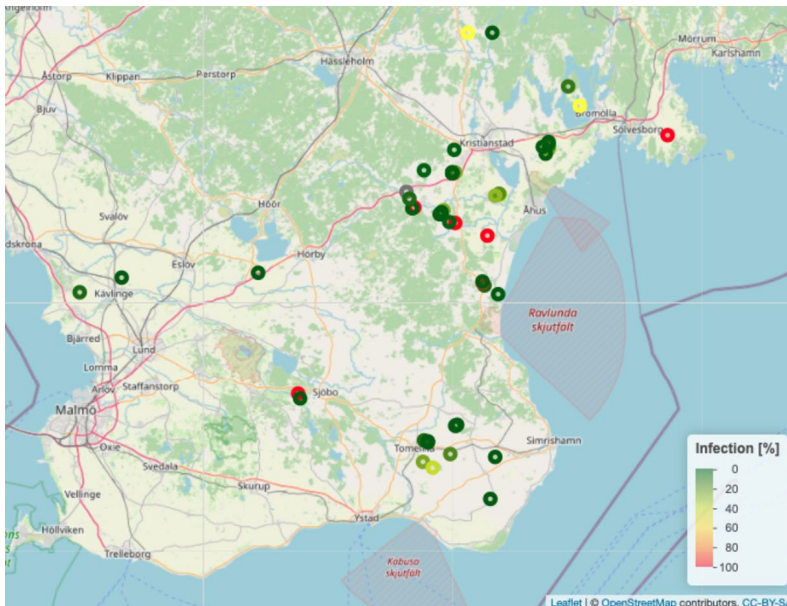 Ängelholm
Klippan
Perstorp
Hässleholm
Mörrum
Karlshamn
Åstorp
Bjuv
Bromölla
Sölvesborg
Kristianstad
Svalöv
Höör
Åhus
Hörby
Eslöv
dskrona
Kävlinge
Bjärred
Lund
Ravlunda
skjutfält
Lomma
Arlöv
Staffanstorp
Sjöbo
Malmö
Oxie
Tomelilla
Simrishamn
Svedala
Skurup
Vellinge
Ystad
Höllviken
Trelleborg
Kabusa
skjutfält
Infection [%]
0
20
40
60
80
100
Leaflet | © OpenStreetMap contributors, CC-BY-SA